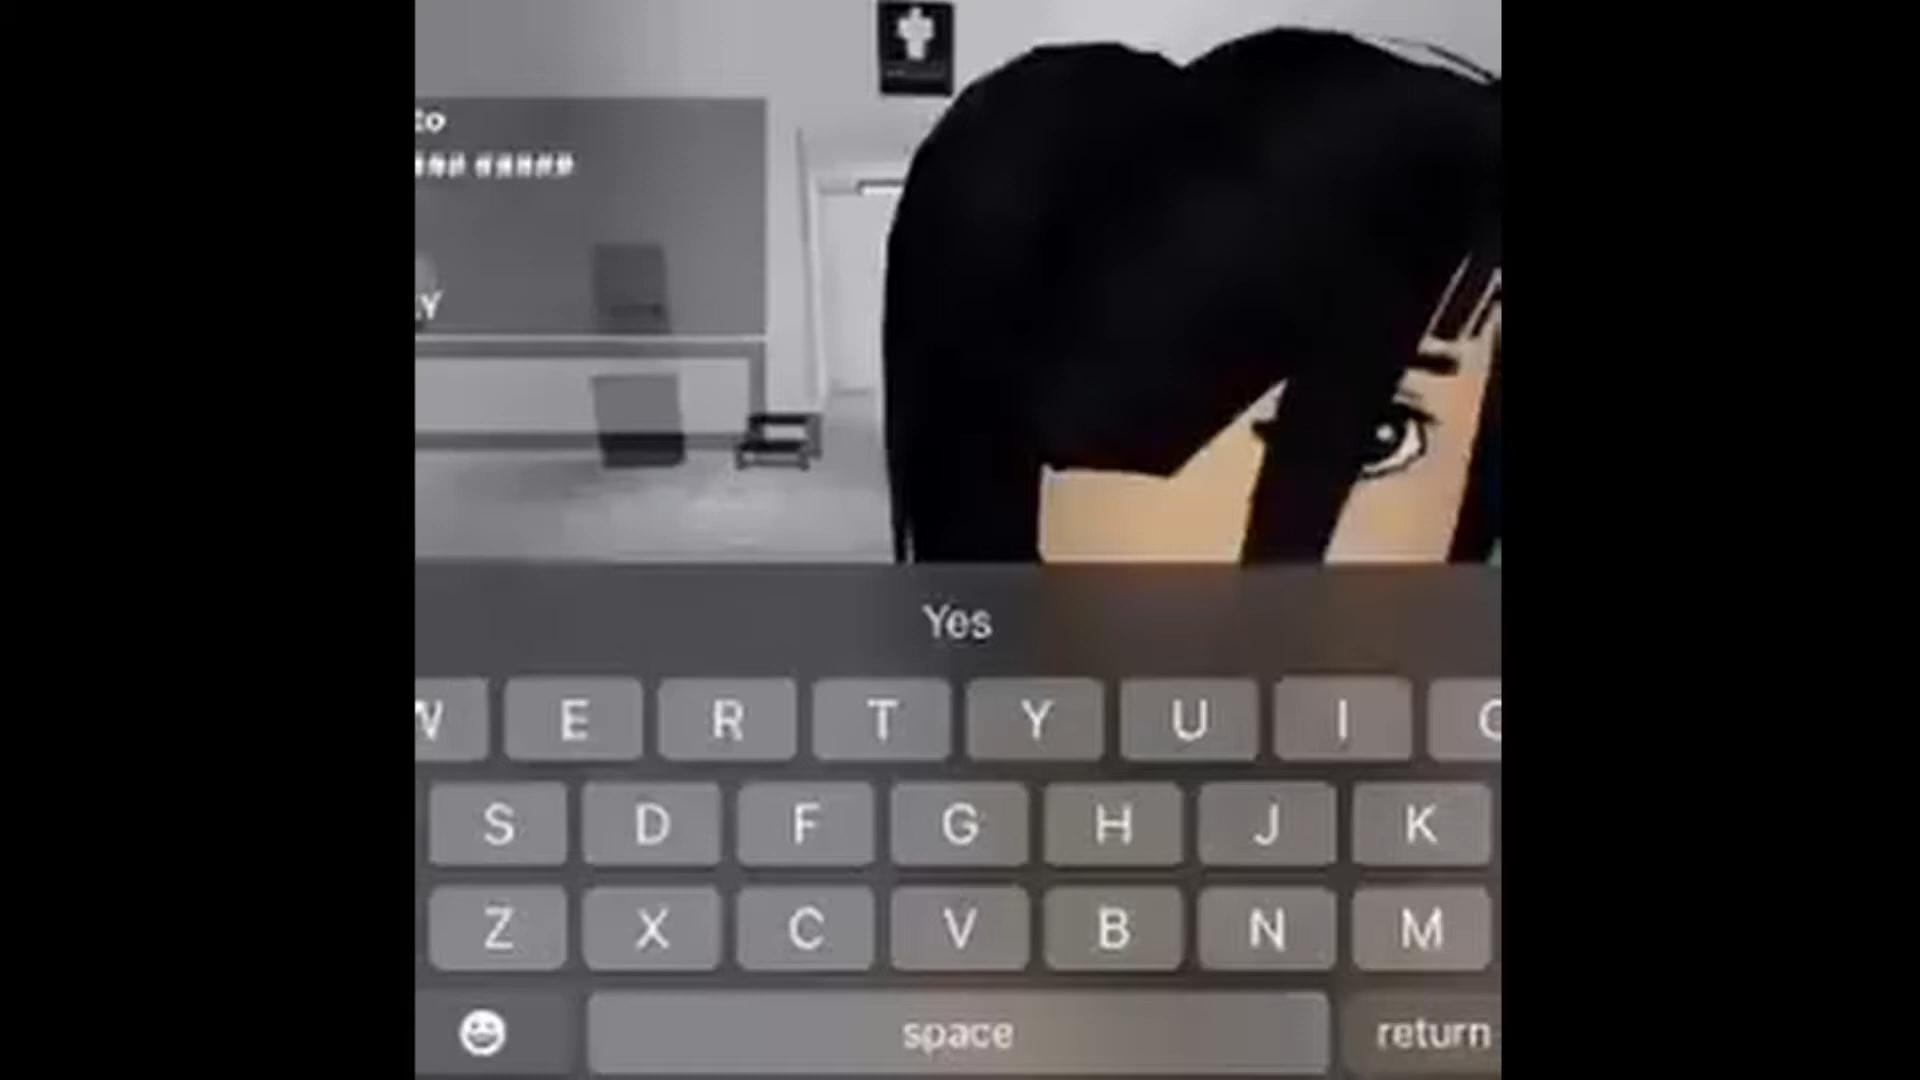 to
### #####
Y
Yes
W E R T Y U I O
S D F G H J K
Z X C V B N M
space return